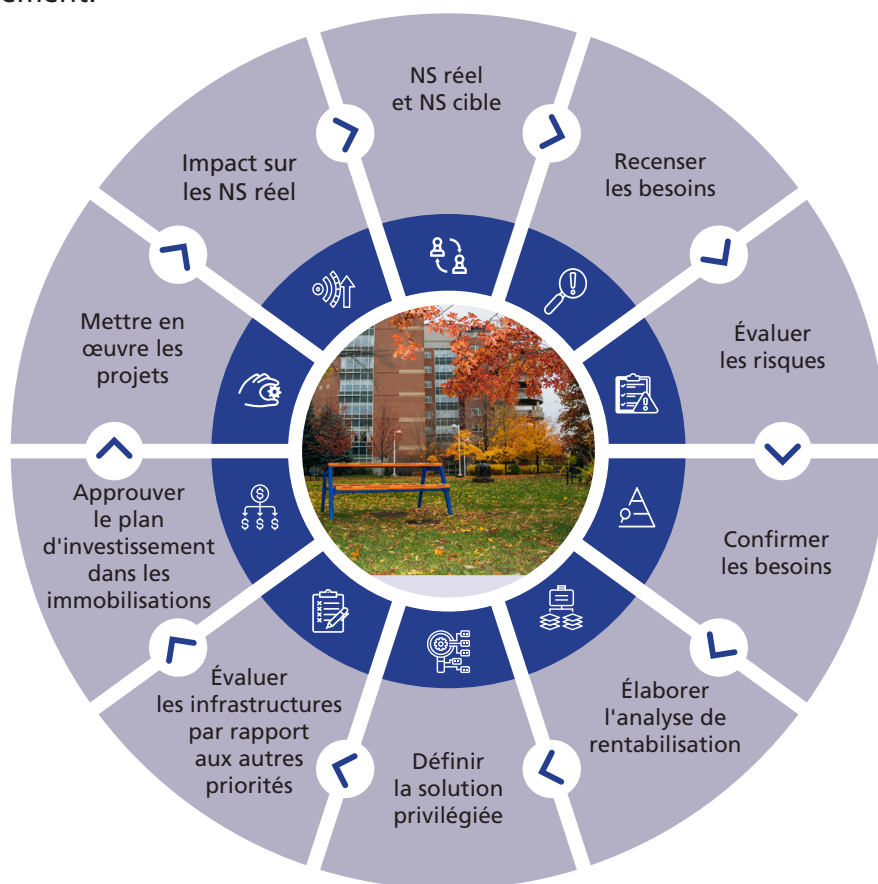 ement.
NS réel
et NS cible
Recenser
les besoins
Évaluer
les risques
Confirmer
les besoins
Élaborer
l'analyse de
rentabilisation
Définir
la solution
privilégiée
Évaluer
les infrastructures
par rapport
aux autres
priorités
Approuver
le plan
d'investissement
dans les
immobilisations
Mettre en
œuvre les
projets
Impact sur
les NS réel